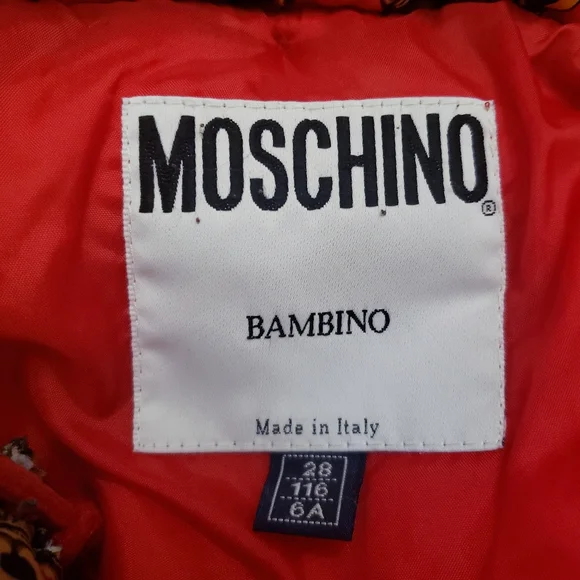 MOSCHINO
®
BAMBINO
Made in Italy
28
116
6A